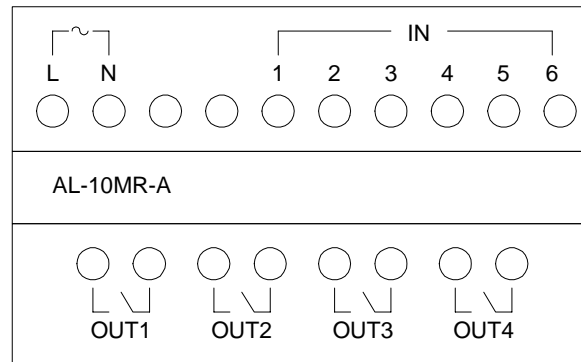 IN
L N 1 2 3 4 5 6
AL-10MR-A
OUT1 OUT2 OUT3 OUT4